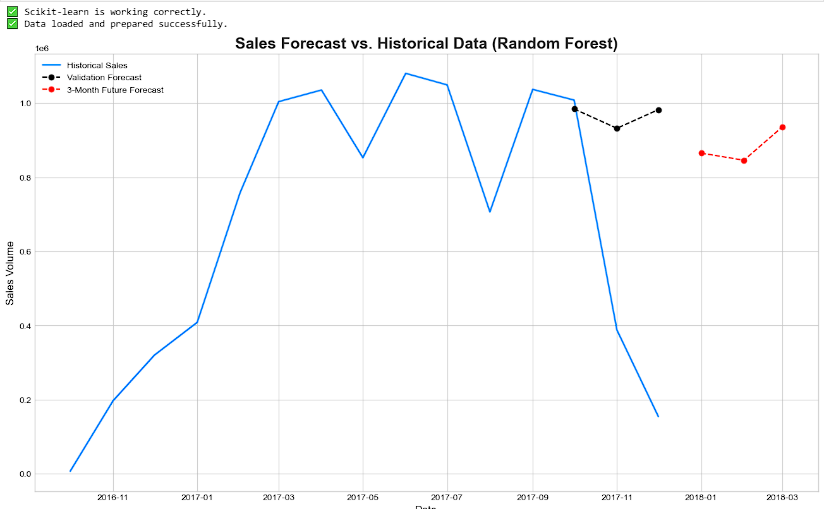 ✅ Scikit-learn is working correctly.
✅ Data loaded and prepared successfully.
Sales Forecast vs. Historical Data (Random Forest)
1e6
Historical Sales
Validation Forecast
3-Month Future Forecast
1.0
0.8
0.6
0.4
0.2
0.0
Sales Volume
2016-11 2017-01 2017-03 2017-05 2017-07 2017-09 2017-11 2018-01 2018-03
Date